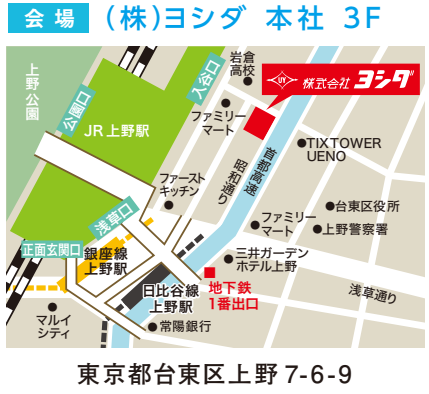 会場 (株)ヨシダ 本社 3F
上野公園
公園口
JR上野駅
入谷口
岩倉
高校
ファミリー
マート
UY 株式会社ヨシダ
首都高速
昭和通り
TIXTOWER
UENO
ファースト
キッチン
浅草口
正面玄関口
銀座線
上野駅
ファミリー
マート
台東区役所
上野警察署
三井ガーデン
ホテル上野
日比谷線
上野駅
地下鉄
1番出口
浅草通り
マルイ
シティ
常陽銀行
東京都台東区上野7-6-9